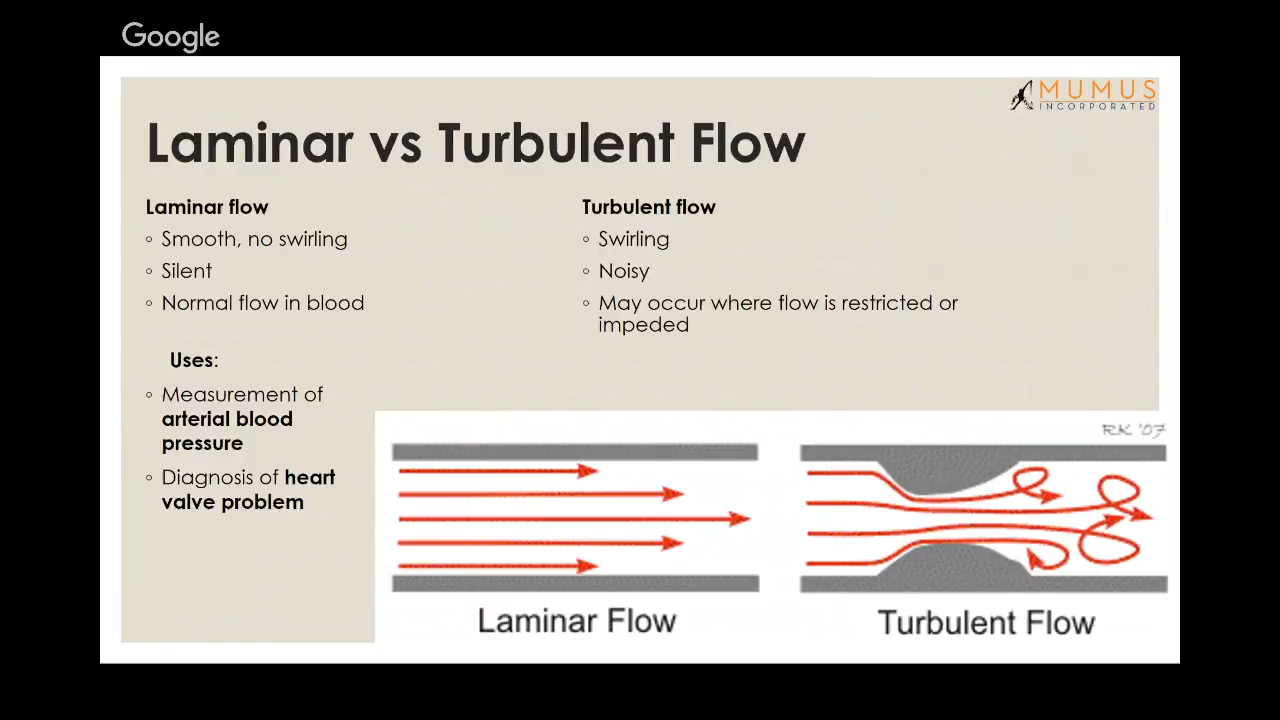 Google
MUMUS
INCORPORATED
Laminar vs Turbulent Flow
Laminar flow
◦ Smooth, no swirling
◦ Silent
◦ Normal flow in blood
Uses:
◦ Measurement of
arterial blood
pressure
◦ Diagnosis of heart
valve problem
Turbulent flow
◦ Swirling
◦ Noisy
◦ May occur where flow is restricted or
impeded
RK '07
Laminar Flow
Turbulent Flow